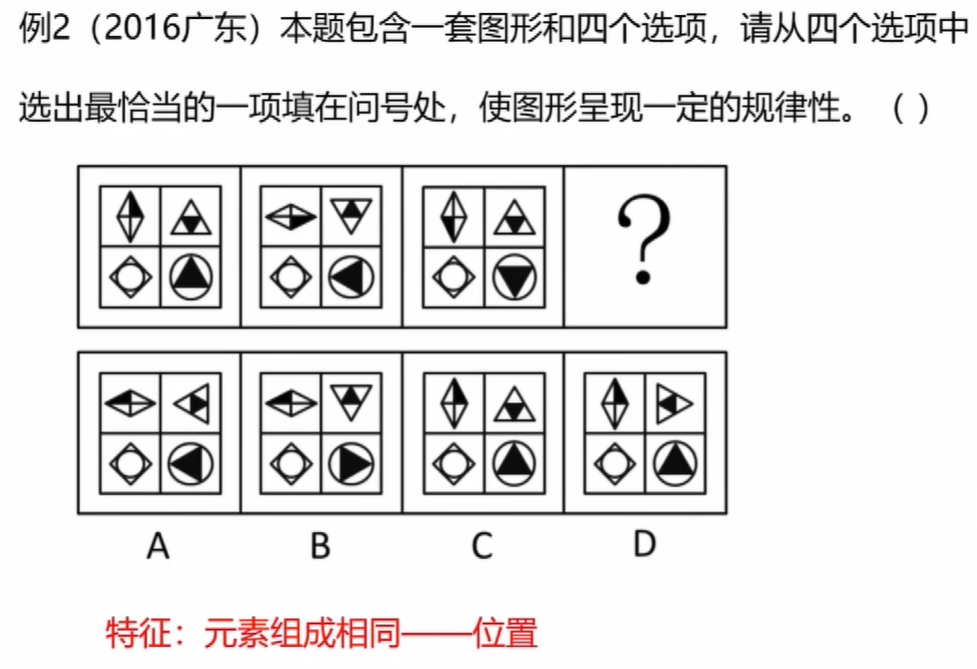 例2（2016广东）本题包含一套图形和四个选项，请从四个选项中
选出最恰当的一项填在问号处，使图形呈现一定的规律性。（ ）
?
A B C D
特征：元素组成相同——位置